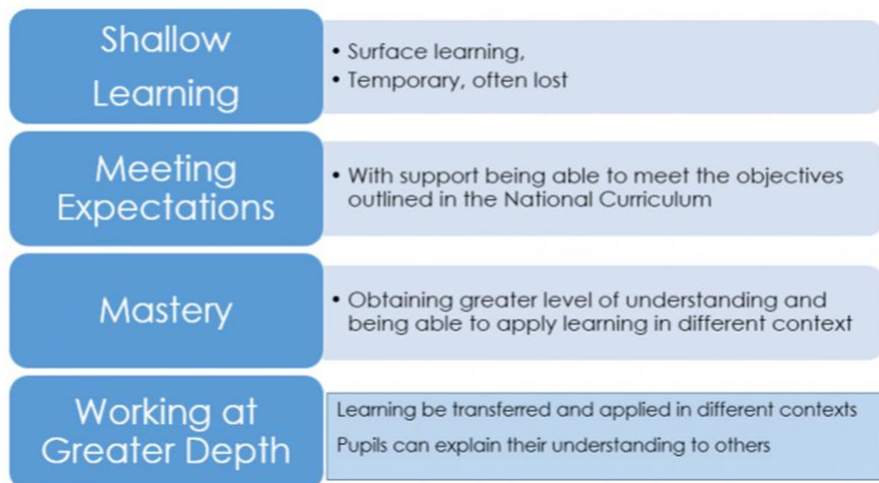 Shallow
Learning
• Surface learning,
• Temporary, often lost
Meeting
Expectations
• With support being able to meet the objectives
outlined in the National Curriculum
Mastery
• Obtaining greater level of understanding and
being able to apply learning in different context
Working at
Greater Depth
Learning be transferred and applied in different contexts
Pupils can explain their understanding to others